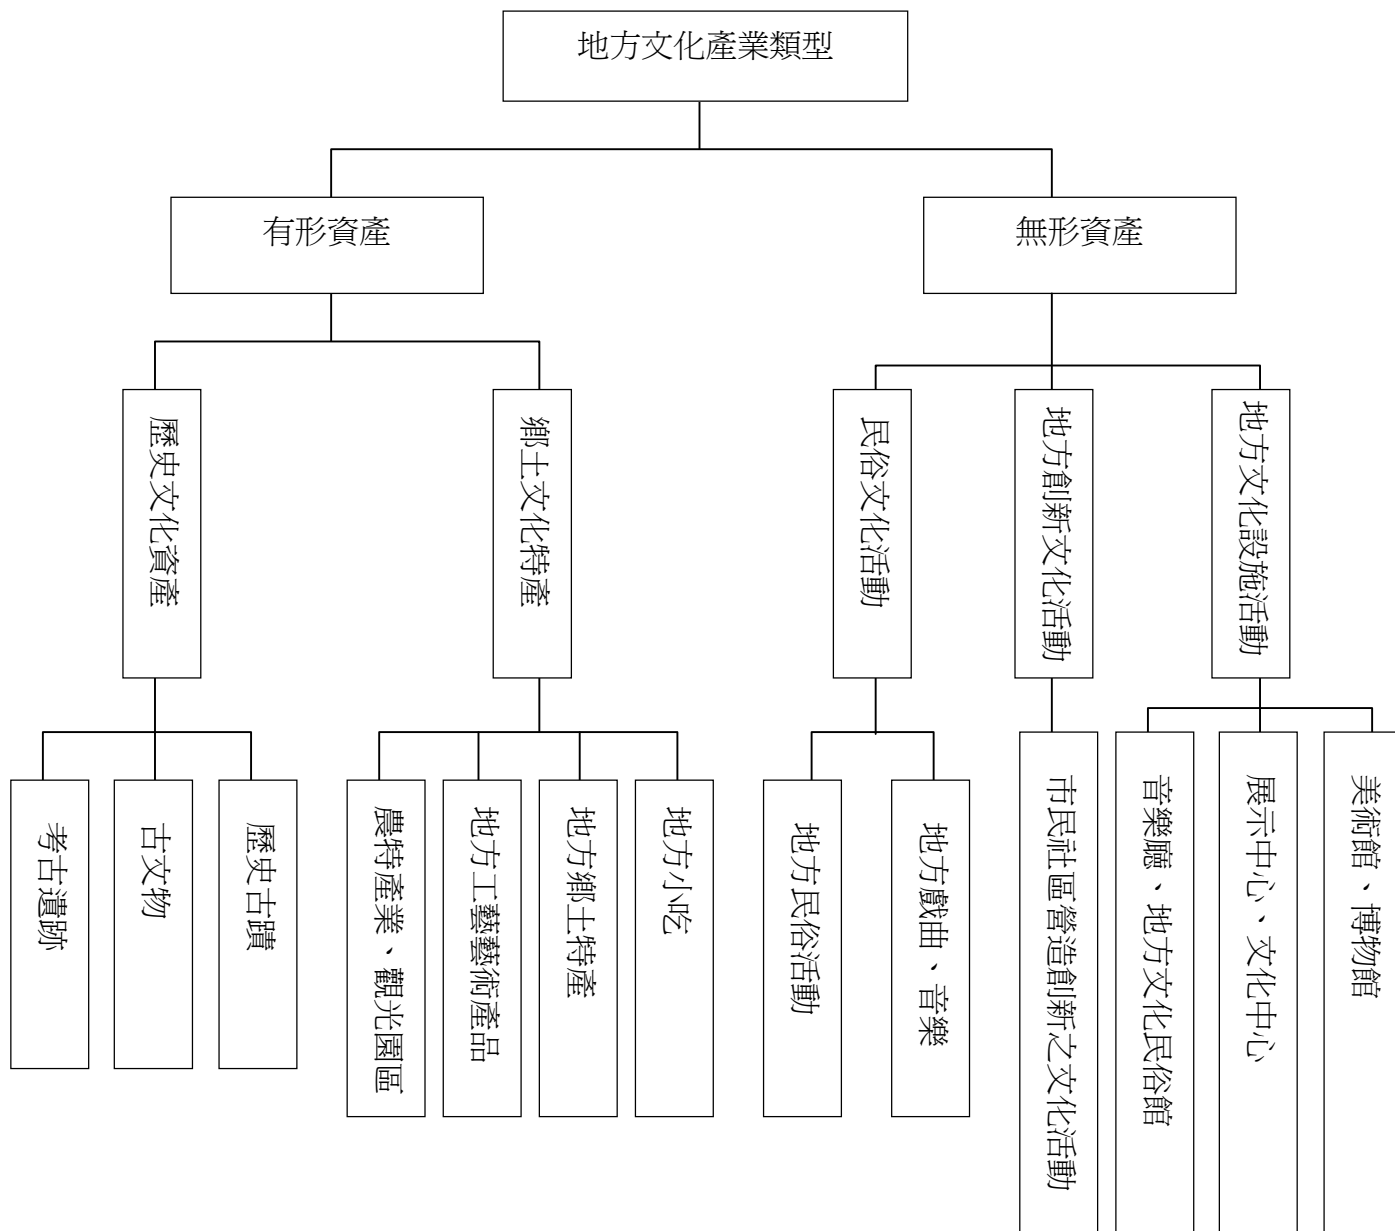 地方文化產業類型
有形資產
無形資產
歷史文化資產
鄉土文化特產
民俗文化活動
地方創新文化活動
地方文化設施活動
考古遺跡
古文物
歷史古蹟
農特產業、觀光園區
地方工藝藝術產品
地方鄉土特產
地方小吃
地方民俗活動
地方戲曲、音樂
市民社區營造創新之文化活動
音樂廳、地方文化民俗館
展示中心、文化中心
美術館、博物館